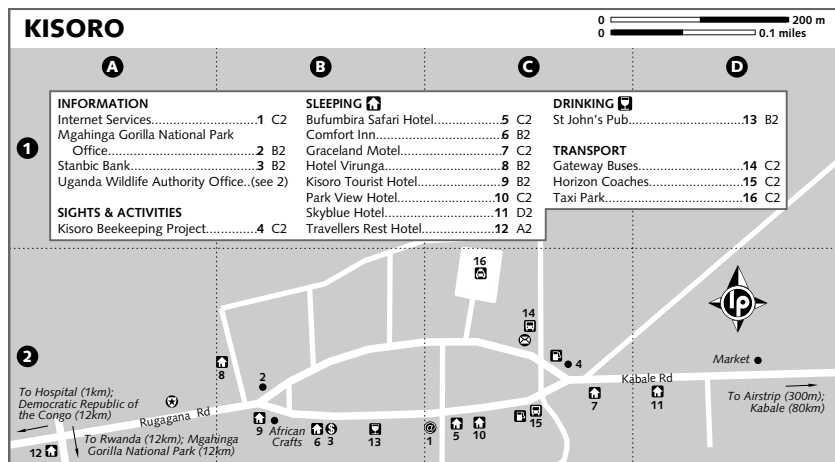 KISORO
0 200 m
0 0.1 miles
A B C D
1
INFORMATION
Internet Services 1 C2
Mgahinga Gorilla National Park
Office 2 B2
Stanbic Bank 3 B2
Uganda Wildlife Authority Office..(see 2)
SIGHTS & ACTIVITIES
Kisoro Beekeeping Project 4 C2
SLEEPING
Bufumbira Safari Hotel 5 C2
Comfort Inn 6 B2
Graceland Motel 7 C2
Hotel Virunga 8 B2
Kisoro Tourist Hotel 9 B2
Park View Hotel 10 C2
Skyblue Hotel 11 D2
Travellers Rest Hotel 12 A2
DRINKING
St John's Pub 13 B2
TRANSPORT
Gateway Buses 14 C2
Horizon Coaches 15 C2
Taxi Park 16 C2
16
lp
14
2
4
Market
8
2
Kabale Rd
To Hospital (1km);
Democratic Republic of
the Congo (12km)
Rugagana Rd
To Airstrip (300m);
Kabale (80km)
7
11
9
African
Crafts
6
3
13
@
1
5
10
15
To Rwanda (12km); Mgahinga
Gorilla National Park (12km)
12